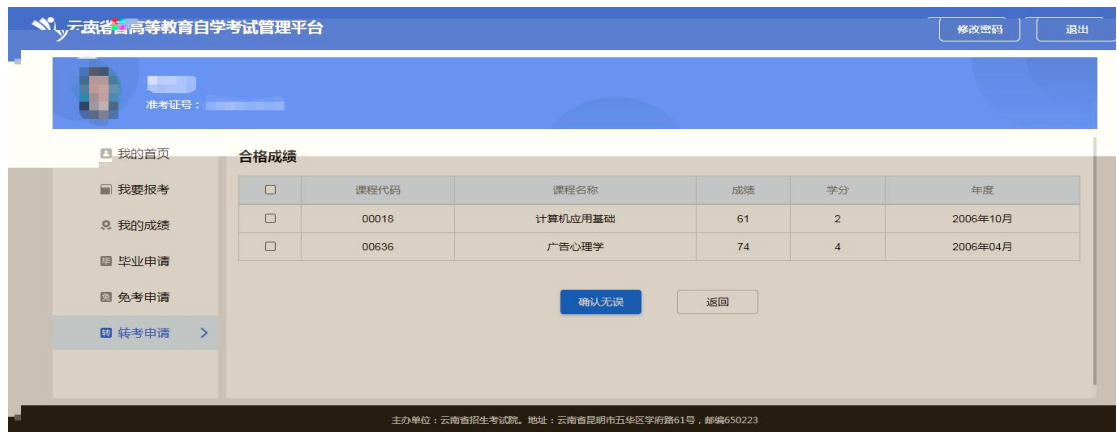 云南省高等教育自学考试管理平台
修改密码 退出
准考证号：
我的首页
合格成绩
我要报考
课程代码 课程名称 成绩 学分 年度
我的成绩
00018 计算机应用基础 61 2 2006年10月
00636 广告心理学 74 4 2006年04月
毕业申请
免考申请
确认无误 返回
转考申请
主办单位：云南省招生考试院。地址：云南省昆明市五华区学府路61号，邮编650223